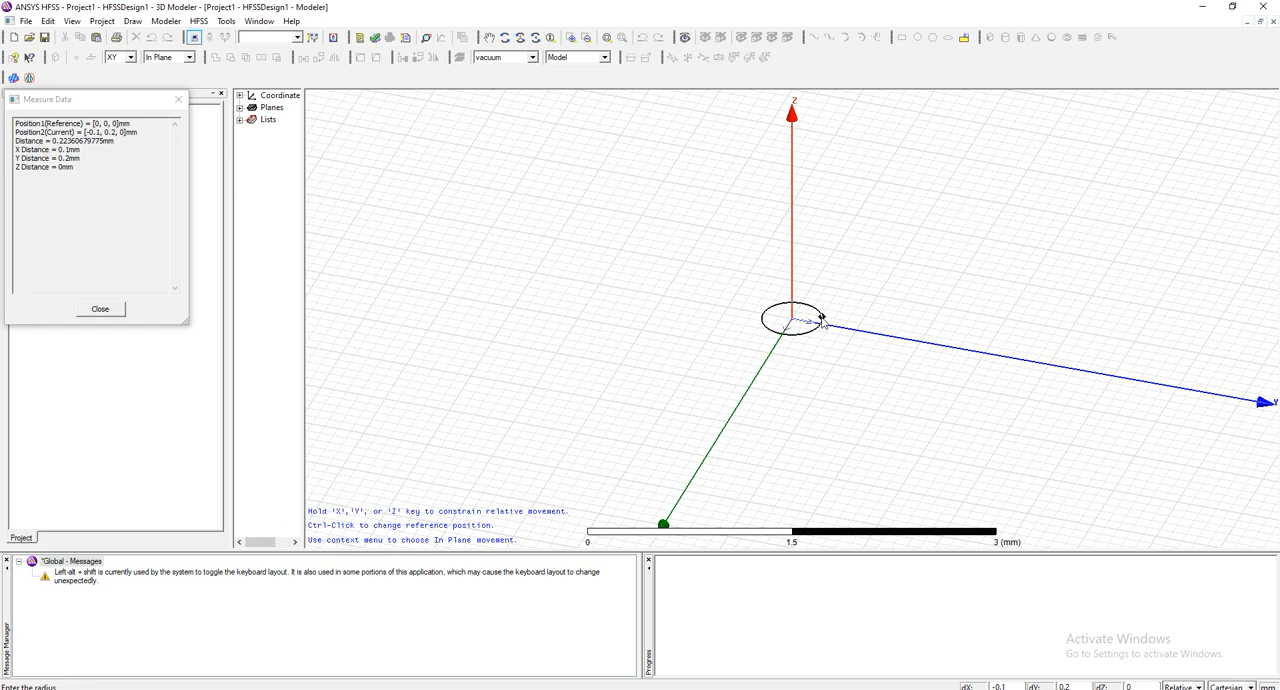 ANSYS HFSS - Project1 - HFSSDesign1 - 3D Modeler - [Project1 - HFSSDesign1 - Modeler]
File Edit View Project Draw Modeler HFSS Tools Window Help
XY In Plane vacuum Model
Measure Data
Position1(Reference) = [0, 0, 0]mm
Position2(Current) = [-0.1, 0.2, 0]mm
Distance = 0.22360679775mm
X Distance = 0.1mm
Y Distance = 0.2mm
Z Distance = 0mm
Close
Project
Coordinate
Planes
Lists
Z
Y
Hold 'X','Y', or 'Z' key to constrain relative movement.
Ctrl-Click to change reference position.
Use context menu to choose In Plane movement.
0 1.5 3 (mm)
*Global - Messages
Left-alt + shift is currently used by the system to toggle the keyboard layout. It is also used in some portions of this application, which may cause the keyboard layout to change
unexpectedly.
Message Manager
Progress
Activate Windows
Go to Settings to activate Windows.
Enter the radius
dX: -0.1 dY: 0.2 dZ: 0 Relative Cartesian mm